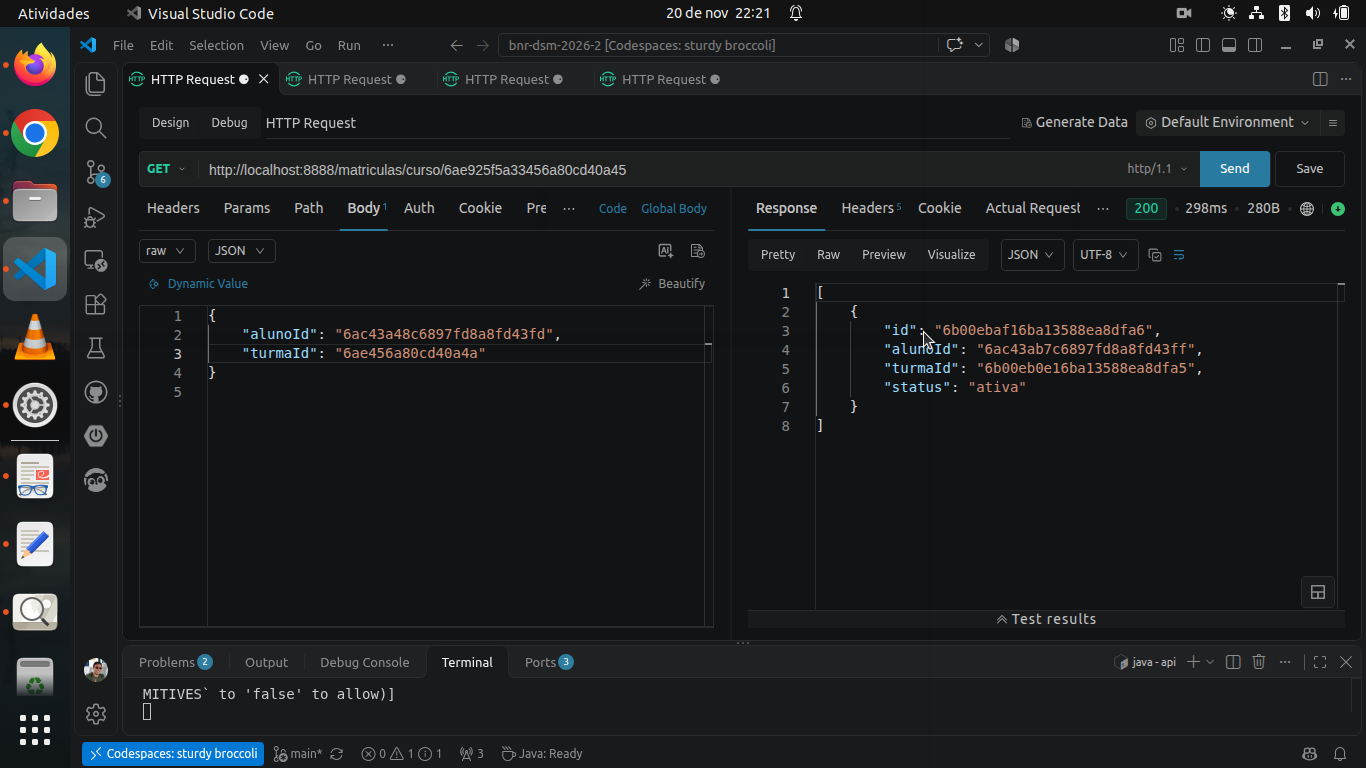 Atividades
Visual Studio Code
20 de nov 22:21
File Edit Selection View Go Run ···
bnr-dsm-2026-2 [Codespaces: sturdy broccoli]
HTTP Request
HTTP Request
HTTP Request
HTTP Request
Design Debug HTTP Request
Generate Data Default Environment
GET http://localhost:8888/matriculas/curso/6ae925f5a33456a80cd40a45 http/1.1 Send Save
Headers Params Path Body 1 Auth Cookie Pre ··· Code Global Body
raw JSON
Dynamic Value Beautify
1 {
2 "alunoId": "6ac43a48c6897fd8a8fd43fd",
3 "turmaId": "6ae456a80cd40a4a"
4 }
5
Response Headers 5 Cookie Actual Request ··· 200 • 298ms • 280B
Pretty Raw Preview Visualize JSON UTF-8
1 [
2 {
3 "id": "6b00ebaf16ba13588ea8dfa6",
4 "alunoId": "6ac43ab7c6897fd8a8fd43ff",
5 "turmaId": "6b00eb0e16ba13588ea8dfa5",
6 "status": "ativa"
7 }
8 ]
Test results
6
Problems 2 Output Debug Console Terminal Ports 3
java - api
MITIVES` to 'false' to allow)]
Codespaces: sturdy broccoli main* 0 1 1 3 Java: Ready